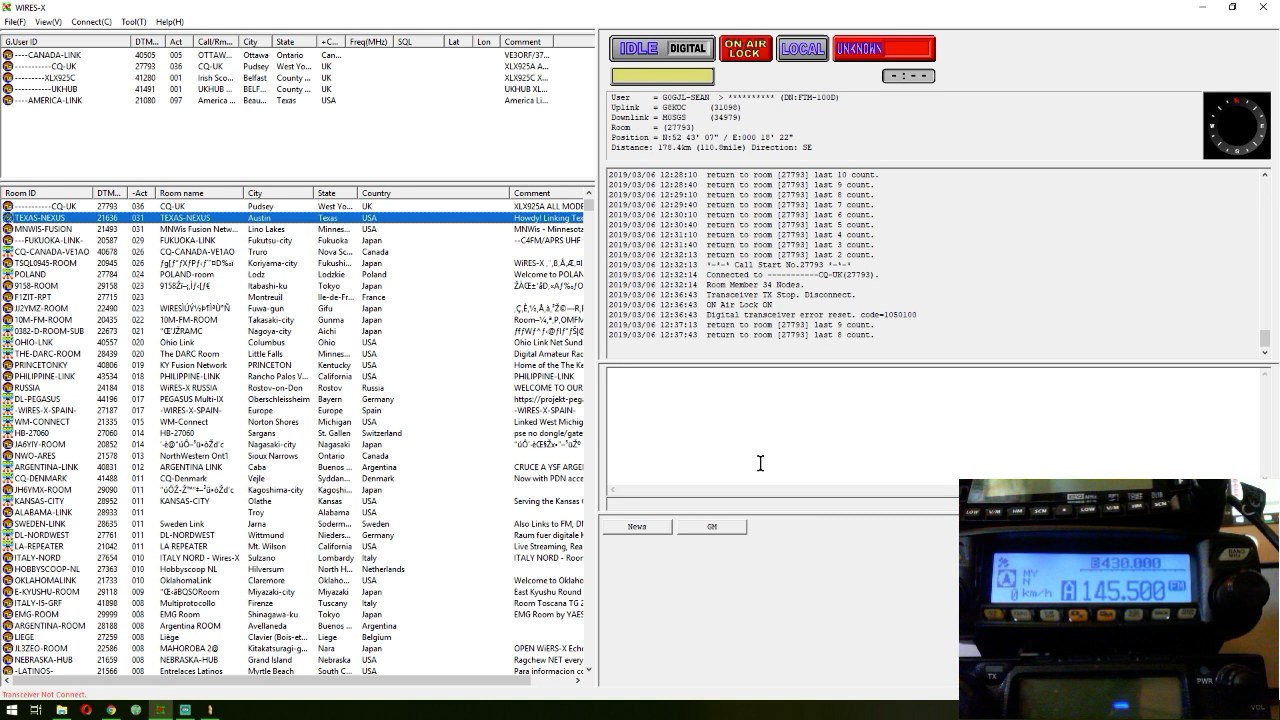 WIRES-X
File(F) View(V) Connect(C) Tool(T) Help(H)
G.User ID DTM... Act Call/Rm... City State +C... Freq(MHz) SQL Lat Lon Comment
----CANADA-LINK 40505 005 OTTAW... Ottawa Ontario Can... VE3ORF/37...
----------CQ-UK 27793 036 CQ-UK Pudsey West Yo... UK XLX925A A...
----------XLX925C 41280 001 Irish Sco... Belfast County ... UK XLX925C X...
----------UKHUB 41491 001 UKHUB ... BELF... County ... UK UKHUB XL...
----AMERICA-LINK 21080 097 America ... Beau... Texas USA America Li...
Room ID DTM... -Act Room name City State Country Comment
----------CQ-UK 27793 036 CQ-UK Pudsey West Yo... UK XLX925A ALL MODE
TEXAS-NEXUS 21636 031 TEXAS-NEXUS Austin Texas USA Howdy! Linking Tex
MNWIS-FUSION 21493 031 MNWis Fusion Netw... Lino Lakes Minnes... USA MNWis - Minnesota
---FUKUOKA-LINK- 20587 029 FUKUOKA-LINK Fukutsu-city Fukuoka Japan --C4FM/APRS UHF
CQ-CANADA-VE1AO 40678 026 CQ-CANADA-VE1AO Truro Nova Sc... Canada
TSQL0945-ROOM 20945 026 Koriyama-city Fukushi... Japan
POLAND 27784 024 POLAND-room Lodz Lodzkie Poland Welcome to POLAN
9158-ROOM 20158 023 Itabashi-ku Tokyo Japan
F1ZIT-RPT 27715 023 Montreuil Ile-de-Fr... France
JJ2YMZ-ROOM 22490 023 Fuwa-gun Gifu Japan
10M-FM-ROOM 20435 022 10M-FM-ROOM Takasaki-city Gunma Japan
0382-D-ROOM-SUB 22673 021 Nagoya-city Aichi Japan
OHIO-LNK 40557 020 Ohio Link Columbus Ohio USA Ohio Link Net Sund
THE-DARC-ROOM 28439 020 The DARC Room Little Falls Minnes... USA Digital Amateur Rac
PRINCETONKY 40806 019 KY Fusion Network PRINCETON Kentucky USA Home of the The Ke
PHILIPPINE-LINK 43534 018 PHILIPPINE-LINK Rancho Palos V... California USA PHILIPPINE-LINK
RUSSIA 24184 018 WiRES-X RUSSIA Rostov-on-Don Rostov Russia WELCOME TO OUR
DL-PEGASUS 44196 017 PEGASUS Multi-IX Oberschleissheim Bayern Germany https://projekt-peg
-WIRES-X-SPAIN- 27187 017 -WIRES-X-SPAIN- Europe Europe Spain -WIRES-X-SPAIN-
WM-CONNECT 21335 015 WM-Connect Norton Shores Michigan USA Linked West Michig
HB-27060 27060 014 HB-27060 Sargans St. Gallen Switzerland pse no dongle/gate
JA6YIY-ROOM 20852 014 Nagasaki-city Nagasaki Japan
NWO-ARES 21578 013 NorthWestern Ont1 Sioux Narrows Ontario Canada
ARGENTINA-LINK 40831 012 ARGENTINA LINK Caba Buenos ... Argentina CRUCE A YSF ARGE
CQ-DENMARK 41488 011 CQ-Denmark Vejle Syddan... Denmark Now with PDN acce
JH6YMX-ROOM 29090 011 Kagoshima-city Kagoshi... Japan
KANSAS-CITY 28952 011 KANSAS-CITY Olathe Kansas USA Serving the Kansas
ALABAMA-LINK 28933 011 Troy Alabama USA
SWEDEN-LINK 28635 011 Sweden Link Jarna Soderm... Sweden Also Links to FM, D
DL-NORDWEST 27761 011 DL-Nordwest Wittmund Nieders... Germany Raum fuer digitale
LA-REPEATER 21042 011 LA REPEATER Mt. Wilson California USA Live Streaming, Rea
ITALY-NORD 27654 010 ITALY NORD - Wires-X Sulzano Lombardy Italy ITALY NORD - Wires
HOBBYSCOOP-NL 27363 010 Hobbyscoop NL Hilversum North H... Netherlands
OKLAHOMALINK 21733 010 OklahomaLink Claremore Oklaho... USA Welcome to Oklaho
E-KYUSHU-ROOM 29118 009 Miyazaki-city Miyazaki Japan East Kyushu Round
ITALY-I5-GRF 41898 008 Multiprotocollo Firenze Tuscany Italy Room Toscana TG 2
EMG-ROOM 29999 008 EMG Room Shinagawa-ku Tokyo Japan EMG Room by YAES
ARGENTINA-ROOM 28188 008 Argentina ROOM Avellaneda Buenos ... Argentina
LIEGE 27259 008 Liége Clavier (Bois-et... Liege Belgium
JL3ZEO-ROOM 22586 008 MAHOROBA 2@ Kitakatsuragi-g... Nara Japan OPEN WiERS-X Echo
NEBRASKA-HUB 21659 008 NEBRASKA-HUB Grand Island Nebraska USA Ragchew NET every
-LATINOS- 21566 008 Entrelaces Latinos Myrtle Beach South C... USA Para informacion c
Transceiver Not Connect.
IDLE DIGITAL ON AIR LOCK LOCAL UNKNOWN
- : - -
User = G0GJL-SEAN > ********** (DN:FTM-100D)
Uplink = G8KOC (31098)
Downlink = M0SGS (34979)
Room = (27793)
Position = N:52 43' 07" / E:000 18' 22"
Distance: 178.4km (110.8mile) Direction: SE
2019/03/06 12:28:10 return to room [27793] last 10 count.
2019/03/06 12:28:40 return to room [27793] last 9 count.
2019/03/06 12:29:10 return to room [27793] last 8 count.
2019/03/06 12:29:40 return to room [27793] last 7 count.
2019/03/06 12:30:10 return to room [27793] last 6 count.
2019/03/06 12:30:40 return to room [27793] last 5 count.
2019/03/06 12:31:10 return to room [27793] last 4 count.
2019/03/06 12:31:40 return to room [27793] last 3 count.
2019/03/06 12:32:13 return to room [27793] last 2 count.
2019/03/06 12:32:13 *-*-* Call Start No.27793 *-*-*
2019/03/06 12:32:14 Connected to ----------CQ-UK(27793).
2019/03/06 12:32:14 Room Member 34 Nodes.
2019/03/06 12:36:43 Transceiver TX Stop. Disconnect.
2019/03/06 12:36:43 ON Air Lock ON
2019/03/06 12:36:43 Digital transceiver error reset. code=1050100
2019/03/06 12:37:13 return to room [27793] last 9 count.
2019/03/06 12:37:43 return to room [27793] last 8 count.
News GM
430.000
A MY N 0 km/h A 145.500 FM
TX PWR VOL